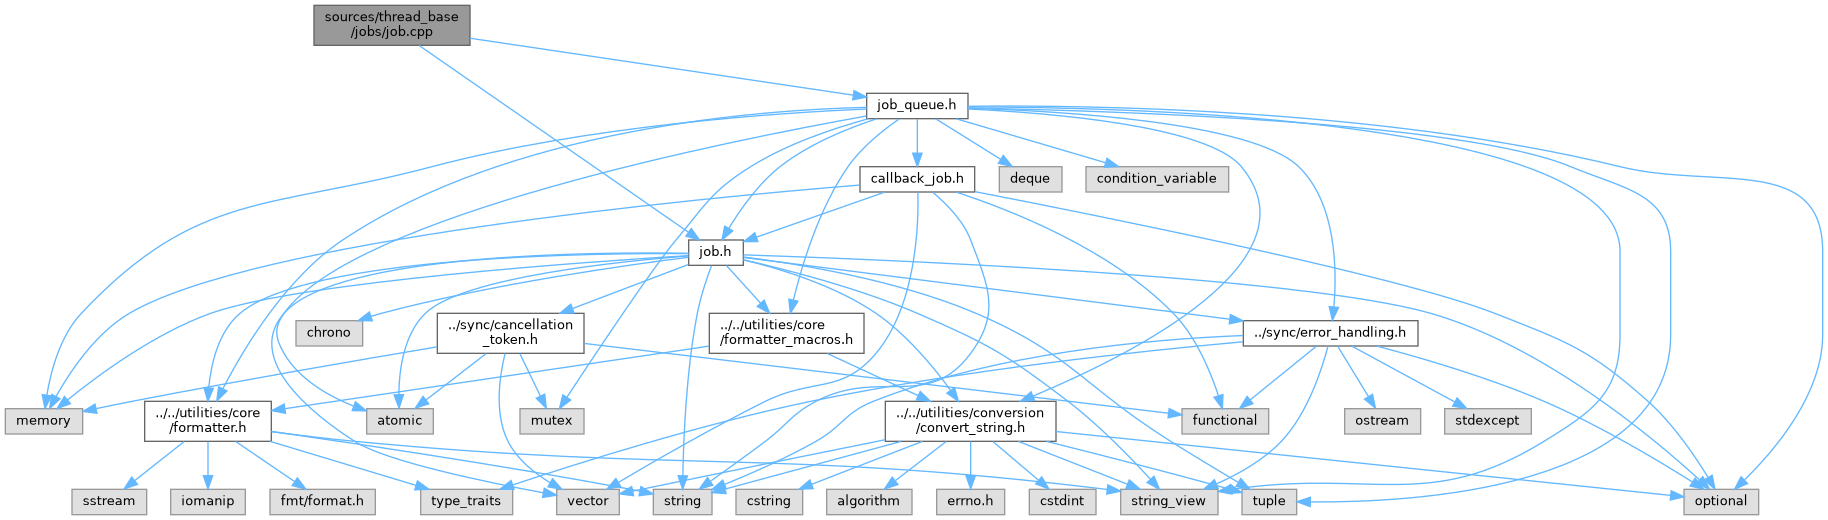 sources/thread_base
/jobs/job.cpp
job_queue.h
callback_job.h
deque
condition_variable
job.h
chrono
../sync/cancellation
_token.h
../../utilities/core
/formatter_macros.h
../sync/error_handling.h
memory
../../utilities/core
/formatter.h
atomic
mutex
../../utilities/conversion
/convert_string.h
functional
ostream
stdexcept
sstream
iomanip
fmt/format.h
type_traits
vector
string
cstring
algorithm
errno.h
cstdint
string_view
tuple
optional